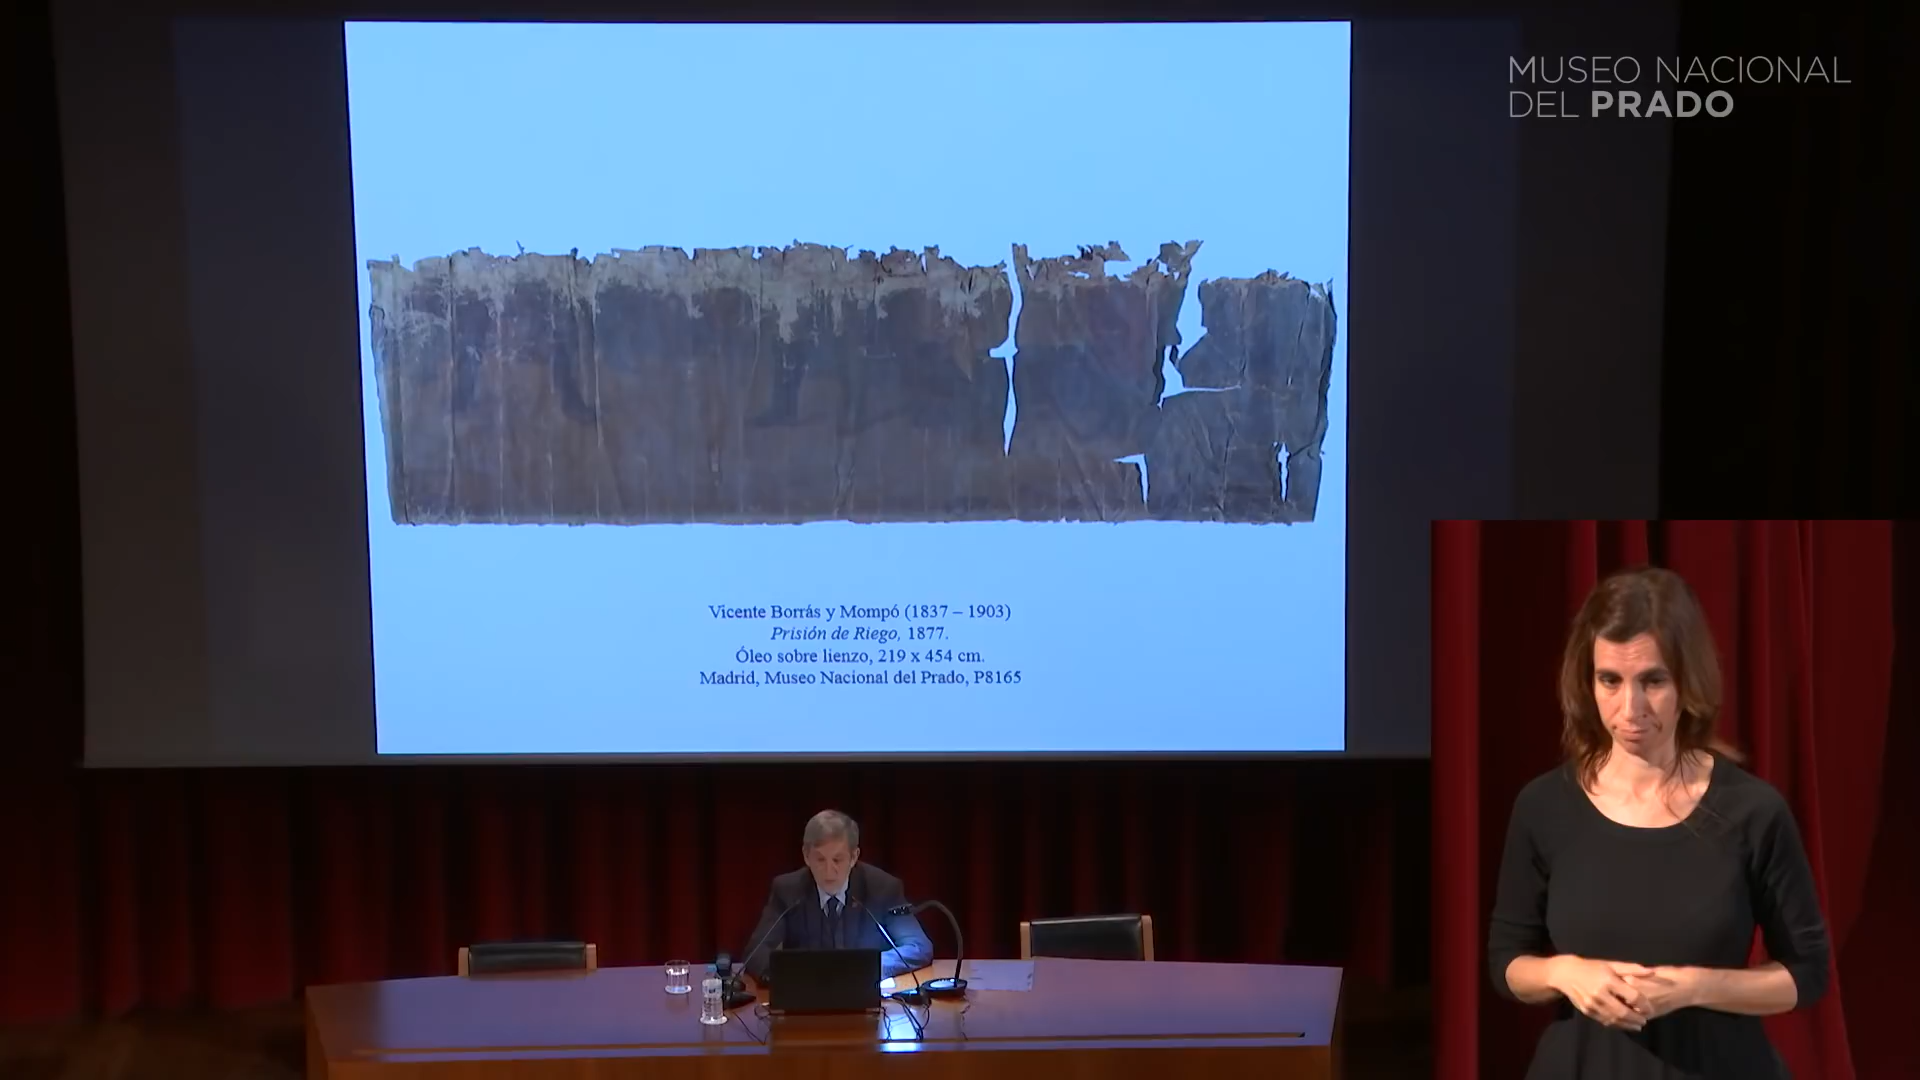 MUSEO NACIONAL
DEL PRADO
Vicente Borrás y Mompó (1837 – 1903)
Prisión de Riego, 1877.
Óleo sobre lienzo, 219 x 454 cm.
Madrid, Museo Nacional del Prado, P8165